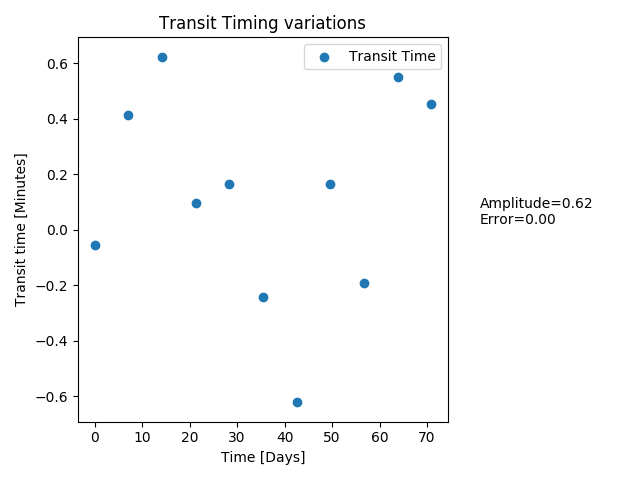 Transit Timing variations
Transit Time
0.6
0.4
0.2
0.0
−0.2
−0.4
−0.6
Transit time [Minutes]
Amplitude=0.62
Error=0.00
0 10 20 30 40 50 60 70
Time [Days]